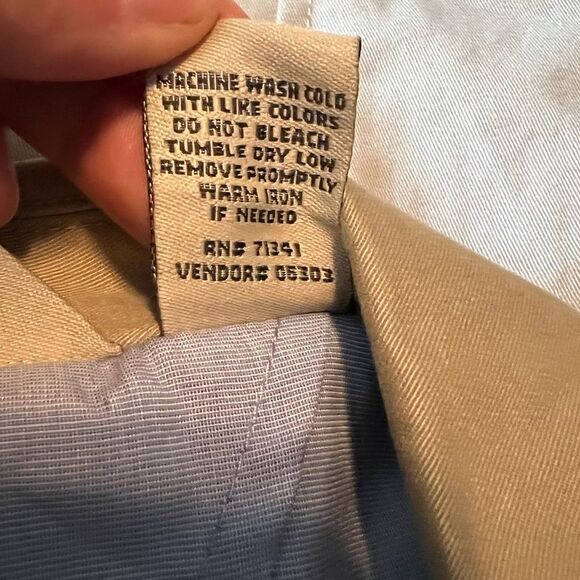 MACHINE WASH COLD
WITH LIKE COLORS
DO NOT BLEACH
TUMBLE DRY LOW
REMOVE PROMPTLY
WARM IRON
IF NEEDED
RN# 71341
VENDOR# 05303